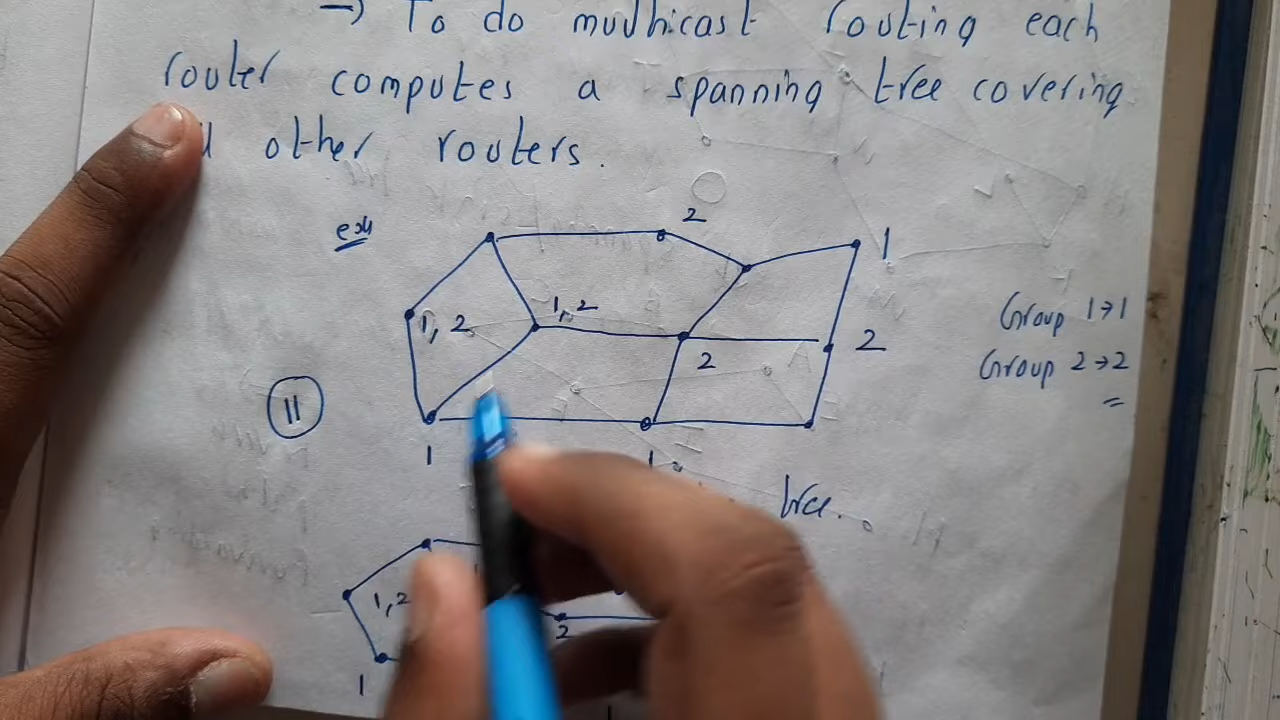 → To do multicast routing each
router computes a spanning tree covering
other routers.
ex:
2
1
1, 2
1, 2
Group 1→1
2
2
Group 2→2
11
1
1
tree.
1,2
2
1